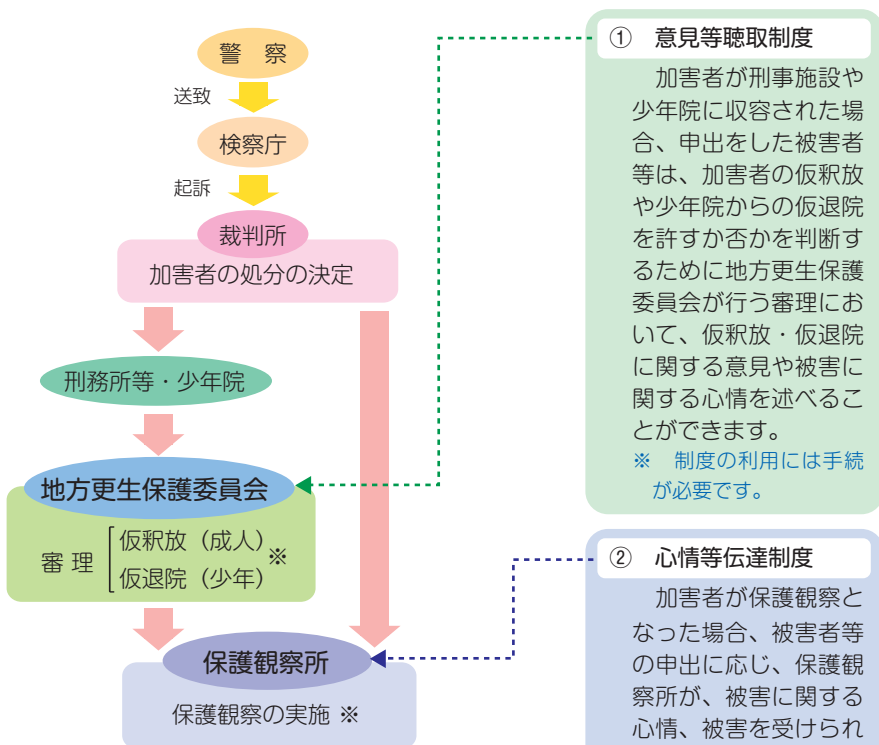 警　察
送致
検察庁
起訴
裁判所
加害者の処分の決定
刑務所等・少年院
地方更生保護委員会
審 理
仮釈放（成人）
仮退院（少年）
※
保護観察所
保護観察の実施 ※
①　意見等聴取制度
　加害者が刑事施設や
少年院に収容された場
合、申出をした被害者
等は、加害者の仮釈放
や少年院からの仮退院
を許すか否かを判断す
るために地方更生保護
委員会が行う審理にお
いて、仮釈放・仮退院
に関する意見や被害に
関する心情を述べるこ
とができます。
※　制度の利用には手続
が必要です。
②　心情等伝達制度
　加害者が保護観察と
なった場合、被害者等
の申出に応じ、保護観
察所が、被害に関する
心情、被害を受けられ